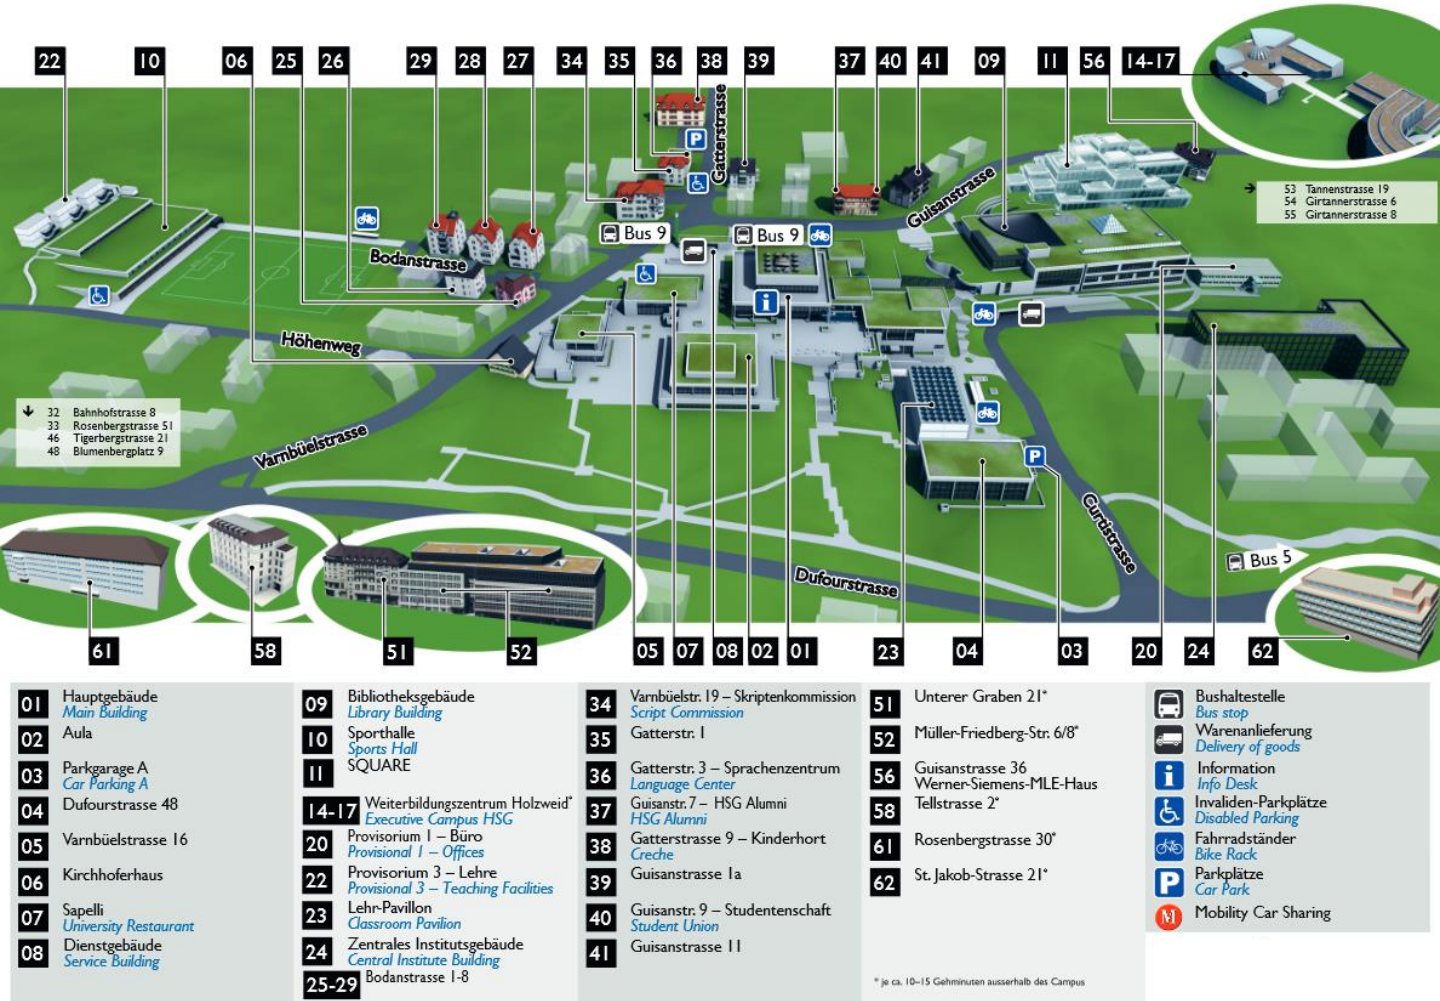 22
10
06
25
26
29
28
27
34
35
36
38
39
37
40
41
09
11
56
14-17
Gatterstrasse
Guisanstrasse
53 Tannenstrasse 19
54 Girtannerstrasse 6
55 Girtannerstrasse 8
P
Bus 9
Bus 9
Bodanstrasse
i
Höhenweg
32 Bahnhofstrasse 8
33 Rosenbergstrasse 51
46 Tigerbergstrasse 21
48 Blumenbergplatz 9
Varnbüelstrasse
P
Curtistrasse
Bus 5
Dufourstrasse
61
58
51
52
05
07
08
02
01
23
04
03
20
24
62
01 Hauptgebäude
Main Building
02 Aula
03 Parkgarage A
Car Parking A
04 Dufourstrasse 48
05 Varnbüelstrasse 16
06 Kirchhoferhaus
07 Sapelli
University Restaurant
08 Dienstgebäude
Service Building
09 Bibliotheksgebäude
Library Building
10 Sporthalle
Sports Hall
11 SQUARE
14-17 Weiterbildungszentrum Holzweid*
Executive Campus HSG
20 Provisorium 1 – Büro
Provisional 1 – Offices
22 Provisorium 3 – Lehre
Provisional 3 – Teaching Facilities
23 Lehr-Pavillon
Classroom Pavilion
24 Zentrales Institutsgebäude
Central Institute Building
25-29 Bodanstrasse 1-8
34 Varnbüelstr. 19 – Skriptenkommission
Script Commission
35 Gatterstr. 1
36 Gatterstr. 3 – Sprachenzentrum
Language Center
37 Guisanstr. 7 – HSG Alumni
HSG Alumni
38 Gatterstrasse 9 – Kinderhort
Creche
39 Guisanstrasse 1a
40 Guisanstr. 9 – Studentenschaft
Student Union
41 Guisanstrasse 11
51 Unterer Graben 21*
52 Müller-Friedberg-Str. 6/8*
56 Guisanstrasse 36
Werner-Siemens-MLE-Haus
58 Tellstrasse 2*
61 Rosenbergstrasse 30*
62 St. Jakob-Strasse 21*
* je ca. 10–15 Gehminuten ausserhalb des Campus
Bushaltestelle
Bus stop
Warenanlieferung
Delivery of goods
i Information
Info Desk
Invaliden-Parkplätze
Disabled Parking
Fahrradständer
Bike Rack
P Parkplätze
Car Park
M Mobility Car Sharing